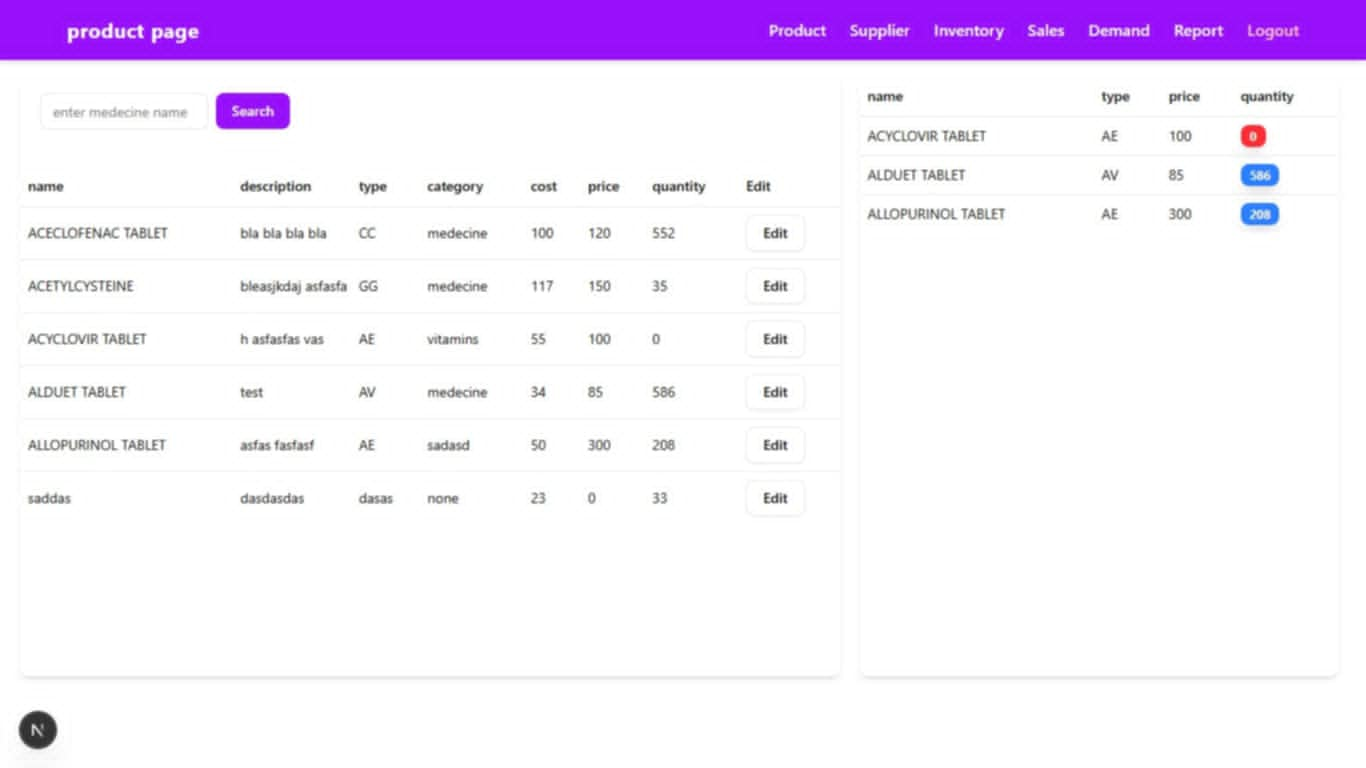 product page Product Supplier Inventory Sales Demand Report Logout
enter medecine name Search
name description type category cost price quantity Edit
ACECLOFENAC TABLET bla bla bla bla CC medecine 100 120 552 Edit
ACETYLCYSTEINE bleasjkdaj asfasfa GG medecine 117 150 35 Edit
ACYCLOVIR TABLET h asfasfas vas AE vitamins 55 100 0 Edit
ALDUET TABLET test AV medecine 34 85 586 Edit
ALLOPURINOL TABLET asfas fasfasf AE sadasd 50 300 208 Edit
saddas dasdasdas dasas none 23 0 33 Edit
name type price quantity
ACYCLOVIR TABLET AE 100 0
ALDUET TABLET AV 85 586
ALLOPURINOL TABLET AE 300 208
N